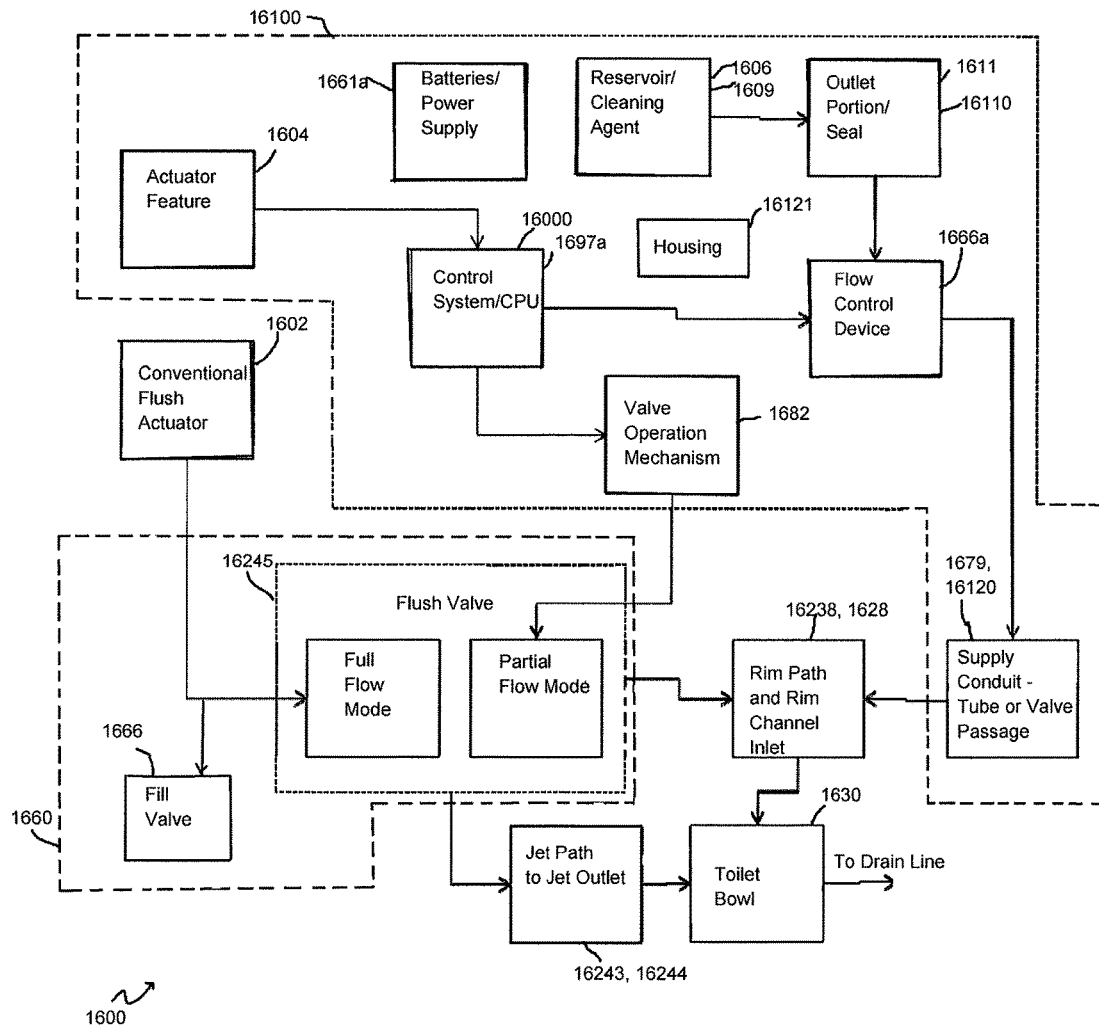 16100
1661a
Batteries/
Power
Supply
Reservoir/
Cleaning
Agent
1606
1609
Outlet
Portion/
Seal
1611
16110
1604
Actuator
Feature
16000
1697a
Control
System/CPU
16121
Housing
1666a
Flow
Control
Device
1602
Conventional
Flush
Actuator
Valve
Operation
Mechanism
1682
16245
Flush Valve
Full
Flow
Mode
Partial
Flow Mode
16238, 1628
Rim Path
and Rim
Channel
Inlet
1679,
16120
Supply
Conduit -
Tube or Valve
Passage
1666
Fill
Valve
1660
Jet Path
to Jet Outlet
16243, 16244
1630
Toilet
Bowl
To Drain Line
1600